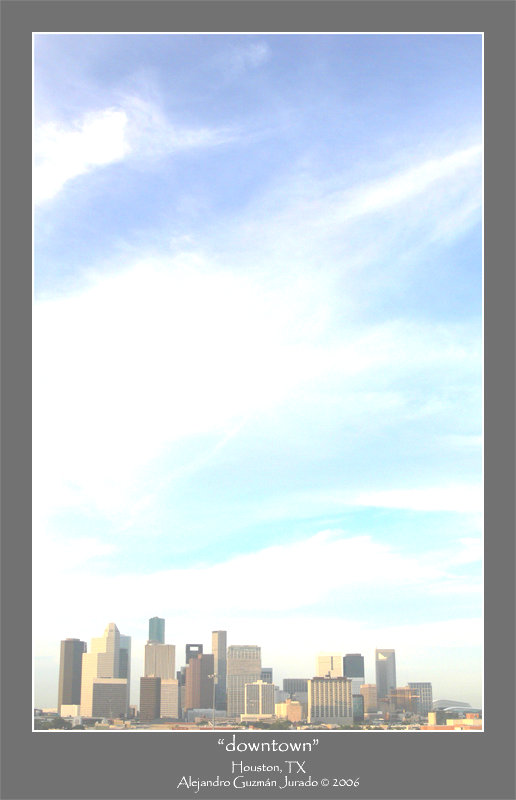 “downtown”
Houston, TX
Alejandro Guzmán Jurado © 2006